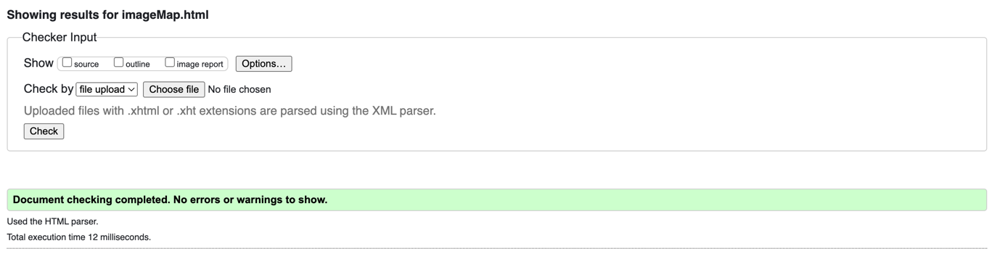 Showing results for imageMap.html
Checker Input
Show source outline image report Options...
Check by file upload Choose file No file chosen
Uploaded files with .xhtml or .xht extensions are parsed using the XML parser.
Check
Document checking completed. No errors or warnings to show.
Used the HTML parser.
Total execution time 12 milliseconds.